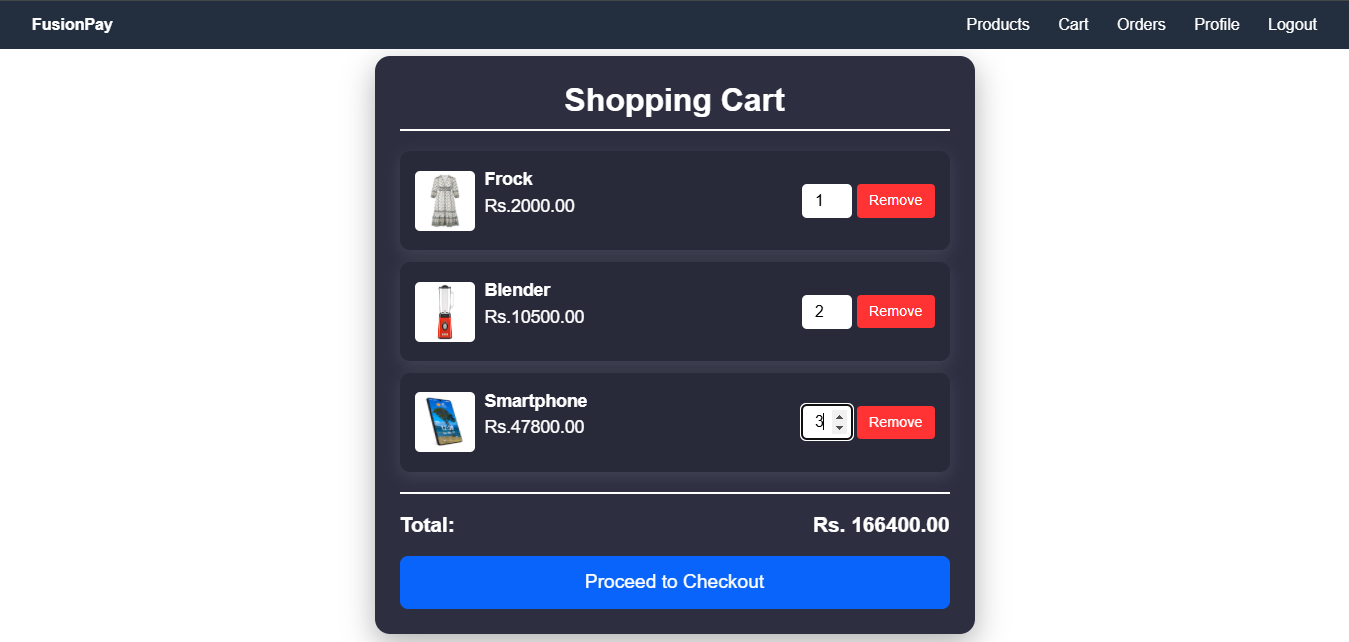 FusionPay Products Cart Orders Profile Logout
Shopping Cart
Frock
Rs.2000.00
1 Remove
Blender
Rs.10500.00
2 Remove
Smartphone
Rs.47800.00
3 Remove
Total: Rs. 166400.00
Proceed to Checkout